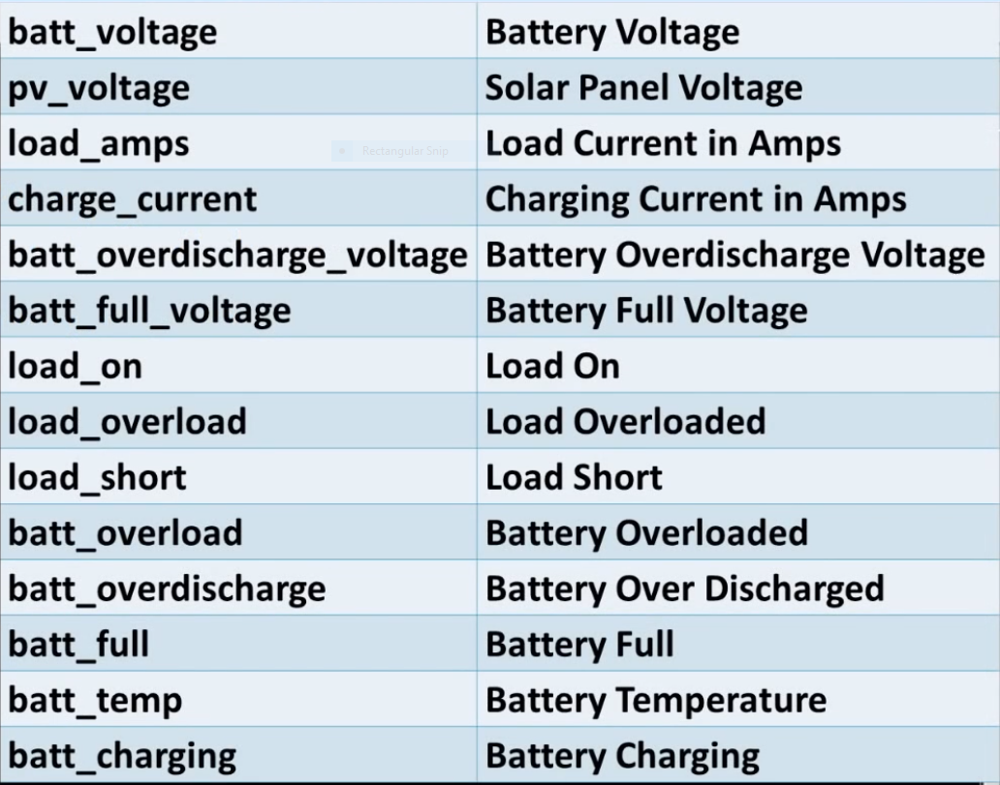 batt_voltage Battery Voltage
pv_voltage Solar Panel Voltage
load_amps Load Current in Amps
Rectangular Snip
charge_current Charging Current in Amps
batt_overdischarge_voltage Battery Overdischarge Voltage
batt_full_voltage Battery Full Voltage
load_on Load On
load_overload Load Overloaded
load_short Load Short
batt_overload Battery Overloaded
batt_overdischarge Battery Over Discharged
batt_full Battery Full
batt_temp Battery Temperature
batt_charging Battery Charging